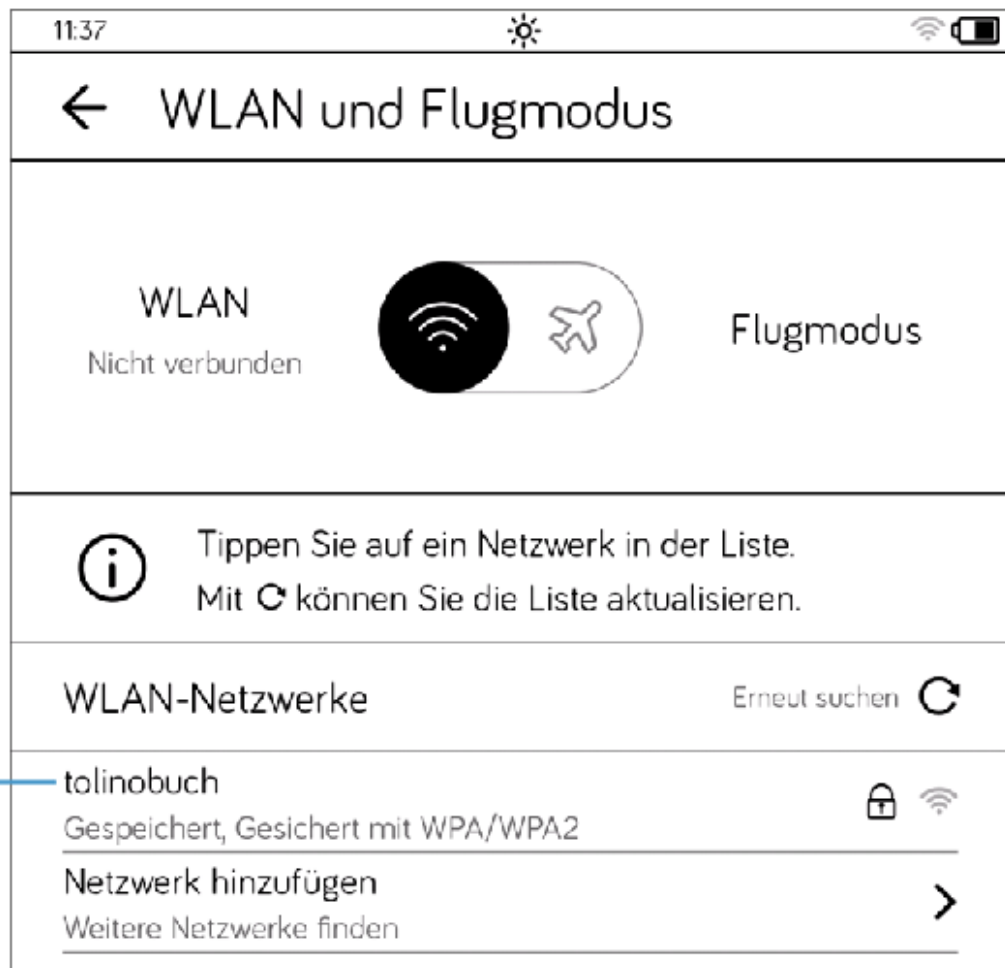 11:37
WLAN und Flugmodus
WLAN
Nicht verbunden
Flugmodus
Tippen Sie auf ein Netzwerk in der Liste.
Mit können Sie die Liste aktualisieren.
WLAN-Netzwerke
Erneut suchen
tolinobuch
Gespeichert, Gesichert mit WPA/WPA2
Netzwerk hinzufügen
Weitere Netzwerke finden